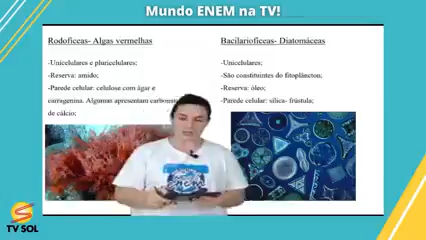 Mundo ENEM na TV!
Rodofíceas- Algas vermelhas
-Unicelulares e pluricelulares;
-Reserva: amido;
-Parede celular: celulose com ágar e
carragenina. Algumas apresentam carbonato
de cálcio;
Bacilariofíceas- Diatomáceas
-Unicelulares;
-São constituintes do fitoplâncton;
-Reserva: óleo;
-Parede celular: sílica- frústula;
TV SOL